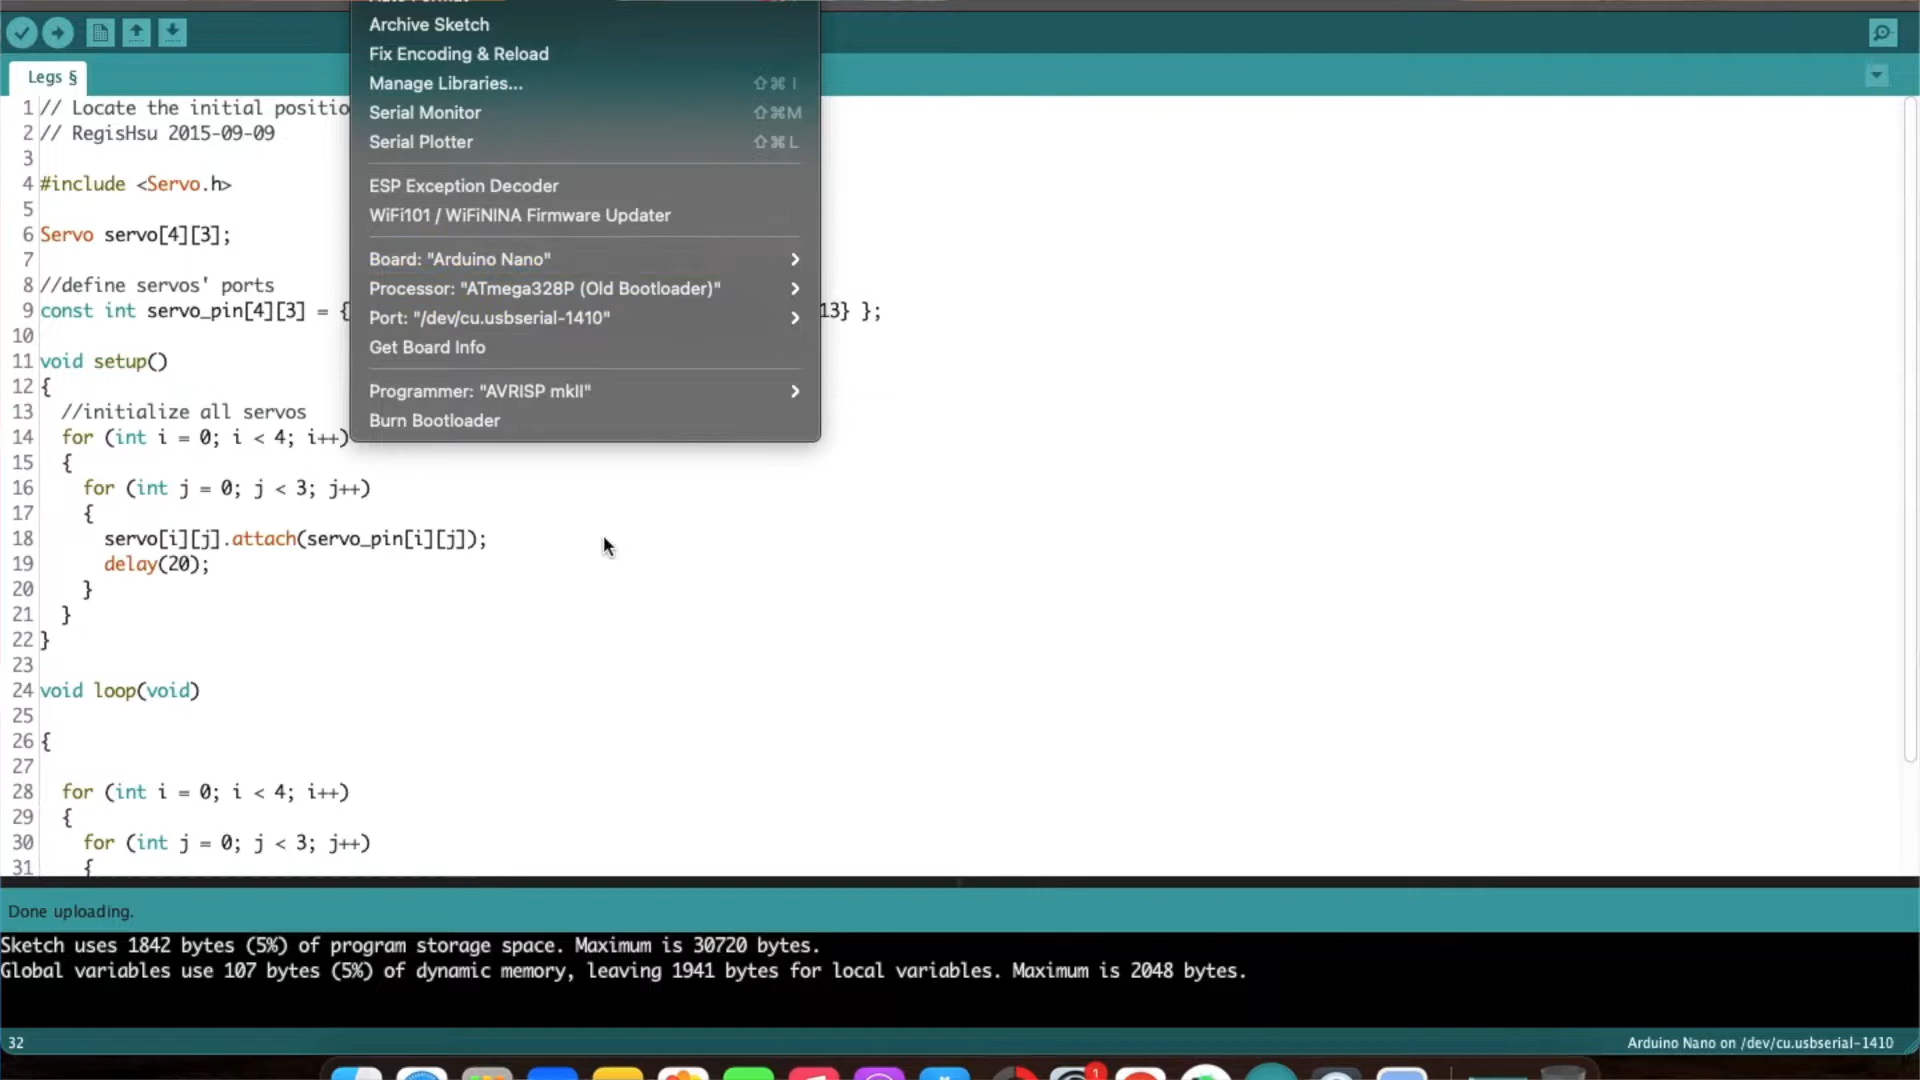 Archive Sketch
Fix Encoding & Reload
Manage Libraries... ⇧⌘ I
Serial Monitor ⇧⌘M
Serial Plotter ⇧⌘ L
ESP Exception Decoder
WiFi101 / WiFiNINA Firmware Updater
Board: "Arduino Nano"
Processor: "ATmega328P (Old Bootloader)"
Port: "/dev/cu.usbserial-1410"
Get Board Info
Programmer: "AVRISP mkII"
Burn Bootloader
Legs §
1 // Locate the initial positio
2 // RegisHsu 2015-09-09
3
4 #include <Servo.h>
5
6 Servo servo[4][3];
7
8 //define servos' ports
9 const int servo_pin[4][3] = { 13} };
10
11 void setup()
12 {
13 //initialize all servos
14 for (int i = 0; i < 4; i++)
15 {
16 for (int j = 0; j < 3; j++)
17 {
18 servo[i][j].attach(servo_pin[i][j]);
19 delay(20);
20 }
21 }
22 }
23
24 void loop(void)
25
26 {
27
28 for (int i = 0; i < 4; i++)
29 {
30 for (int j = 0; j < 3; j++)
31 {
Done uploading.
Sketch uses 1842 bytes (5%) of program storage space. Maximum is 30720 bytes.
Global variables use 107 bytes (5%) of dynamic memory, leaving 1941 bytes for local variables. Maximum is 2048 bytes.
32 Arduino Nano on /dev/cu.usbserial-1410
1